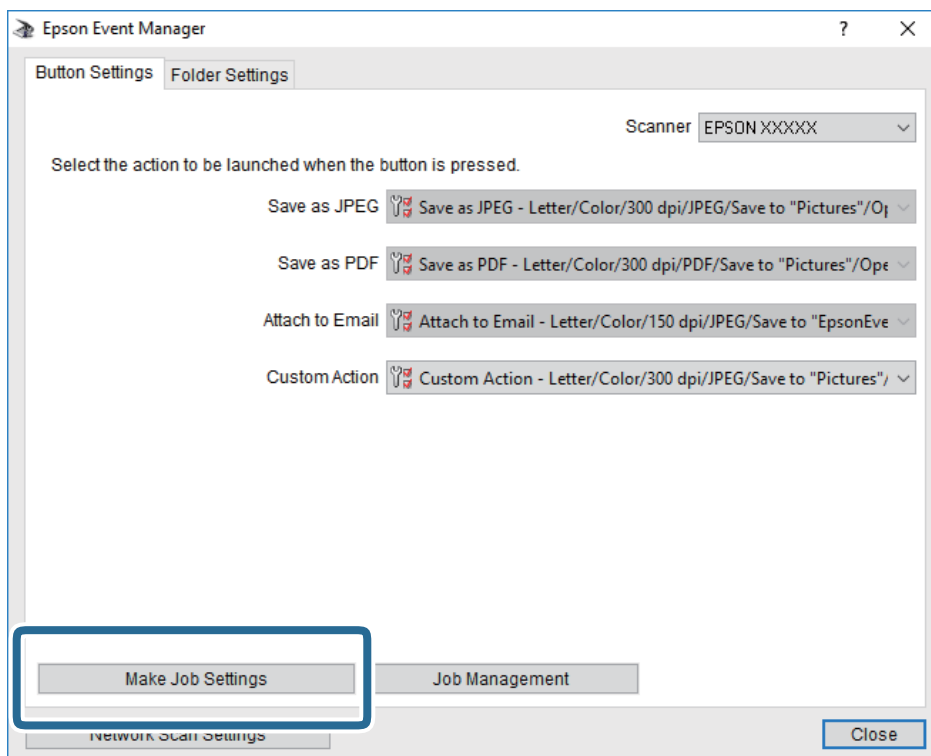 Epson Event Manager
Button Settings Folder Settings
Scanner EPSON XXXXX
Select the action to be launched when the button is pressed.
Save as JPEG Save as JPEG - Letter/Color/300 dpi/JPEG/Save to "Pictures"/Op
Save as PDF Save as PDF - Letter/Color/300 dpi/PDF/Save to "Pictures"/Ope
Attach to Email Attach to Email - Letter/Color/150 dpi/JPEG/Save to "EpsonEve
Custom Action Custom Action - Letter/Color/300 dpi/JPEG/Save to "Pictures"/
Make Job Settings Job Management
Network Scan Settings Close